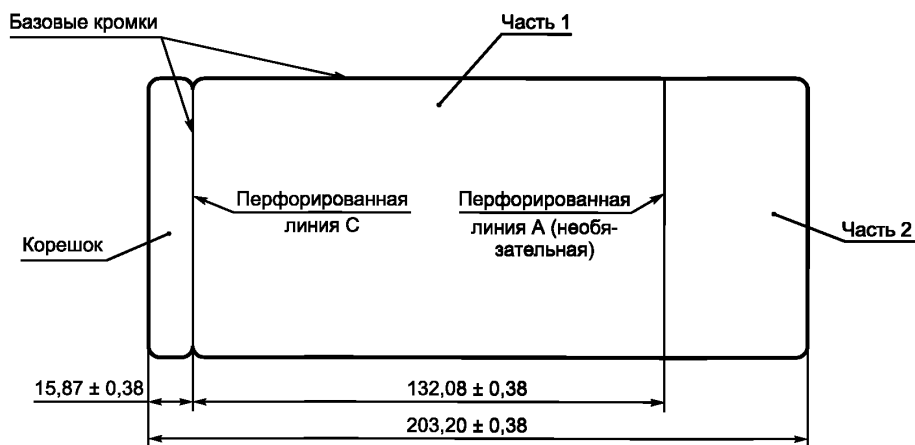 Базовые кромки
Часть 1
Перфорированная
линия С
Перфорированная
линия А (необя-
зательная)
Корешок
Часть 2
15,87 ± 0,38
132,08 ± 0,38
203,20 ± 0,38